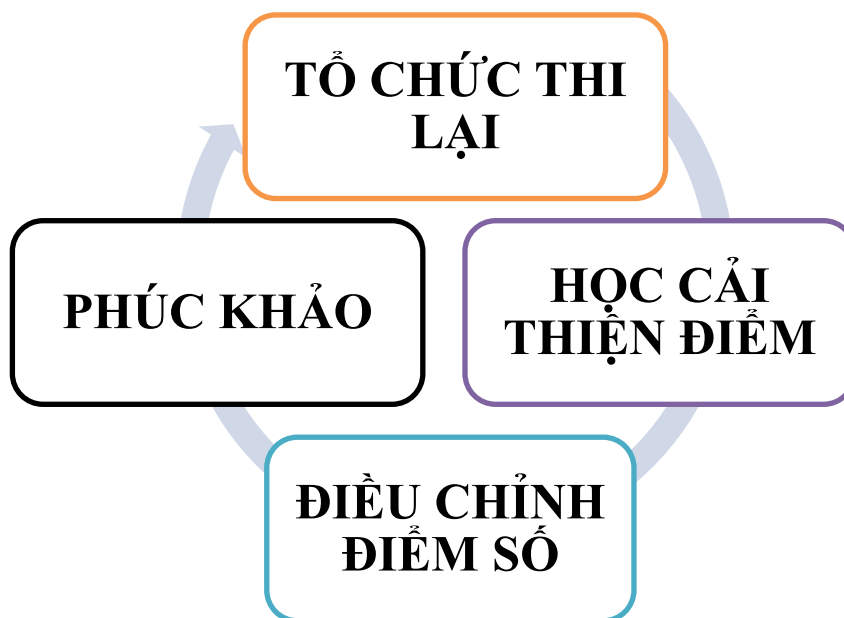 TỔ CHỨC THI
LẠI
PHÚC KHẢO
HỌC CẢI
THIỆN ĐIỂM
ĐIỀU CHỈNH
ĐIỂM SỐ